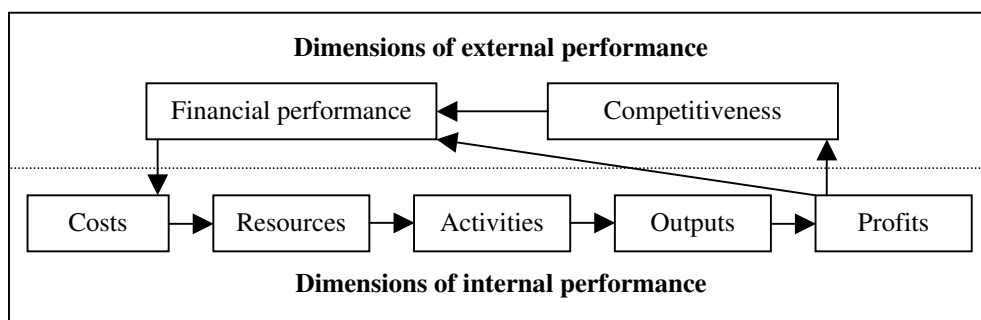 Dimensions of external performance
Financial performance
Competitiveness
Costs
Resources
Activities
Outputs
Profits
Dimensions of internal performance